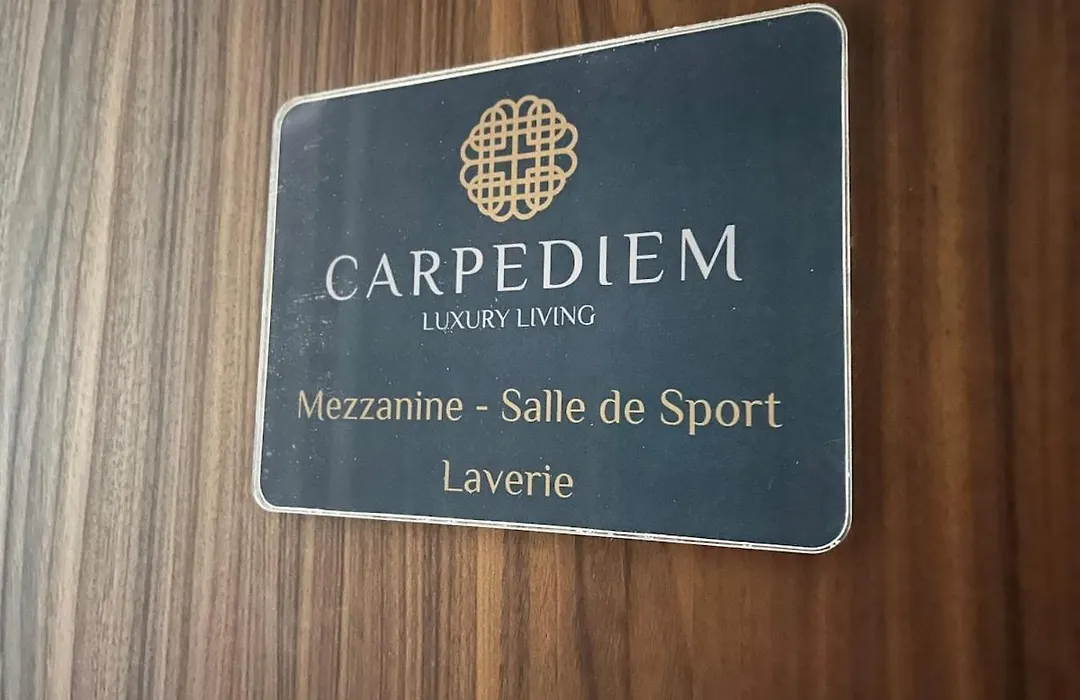 CARPEDIEM
LUXURY LIVING
Mezzanine - Salle de Sport
Laverie